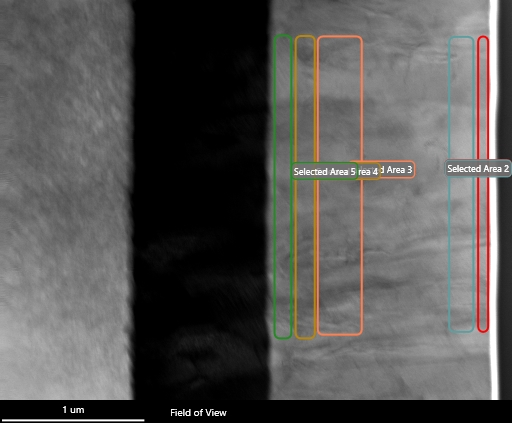 Selected Area 5
rea 4
d Area 3
Selected Area 2
1 um
Field of View